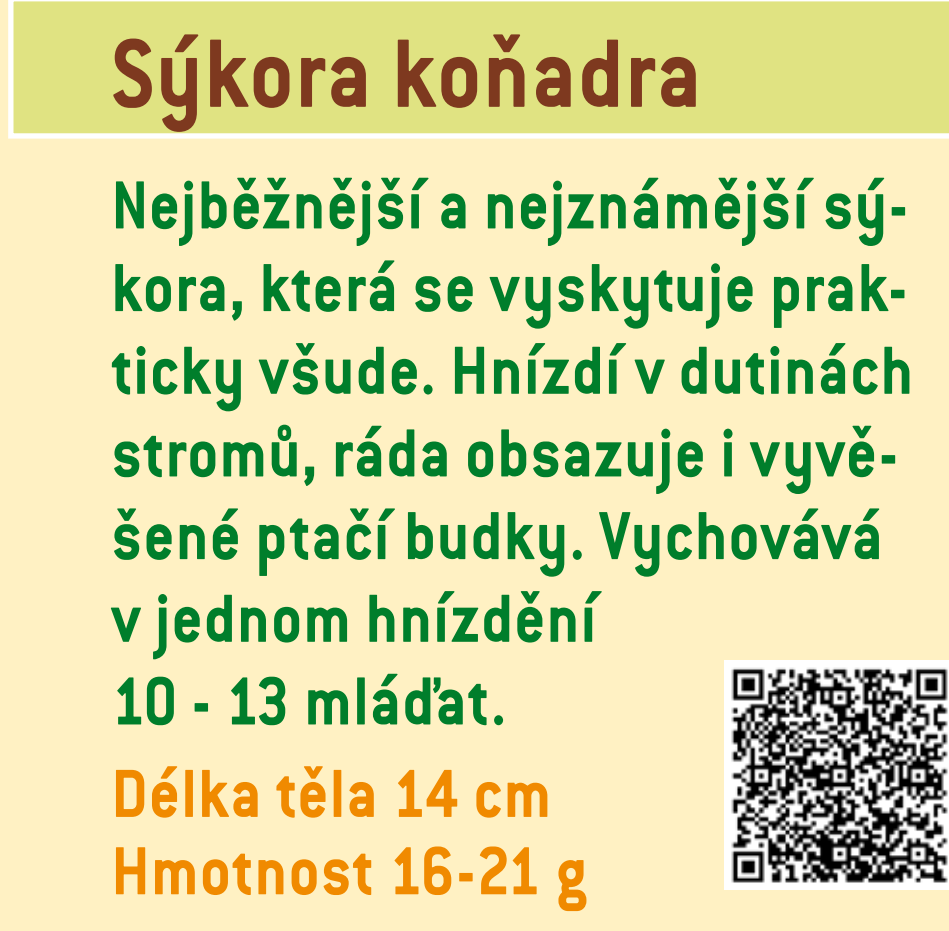 Sýkora koňadra
Nejběžnější a nejznámější sý-
kora, která se vyskytuje prak-
ticky všude. Hnízdí v dutinách
stromů, ráda obsazuje i vyvě-
šené ptačí budky. Vychovává
v jednom hnízdění
10 - 13 mláďat.
Délka těla 14 cm
Hmotnost 16-21 g